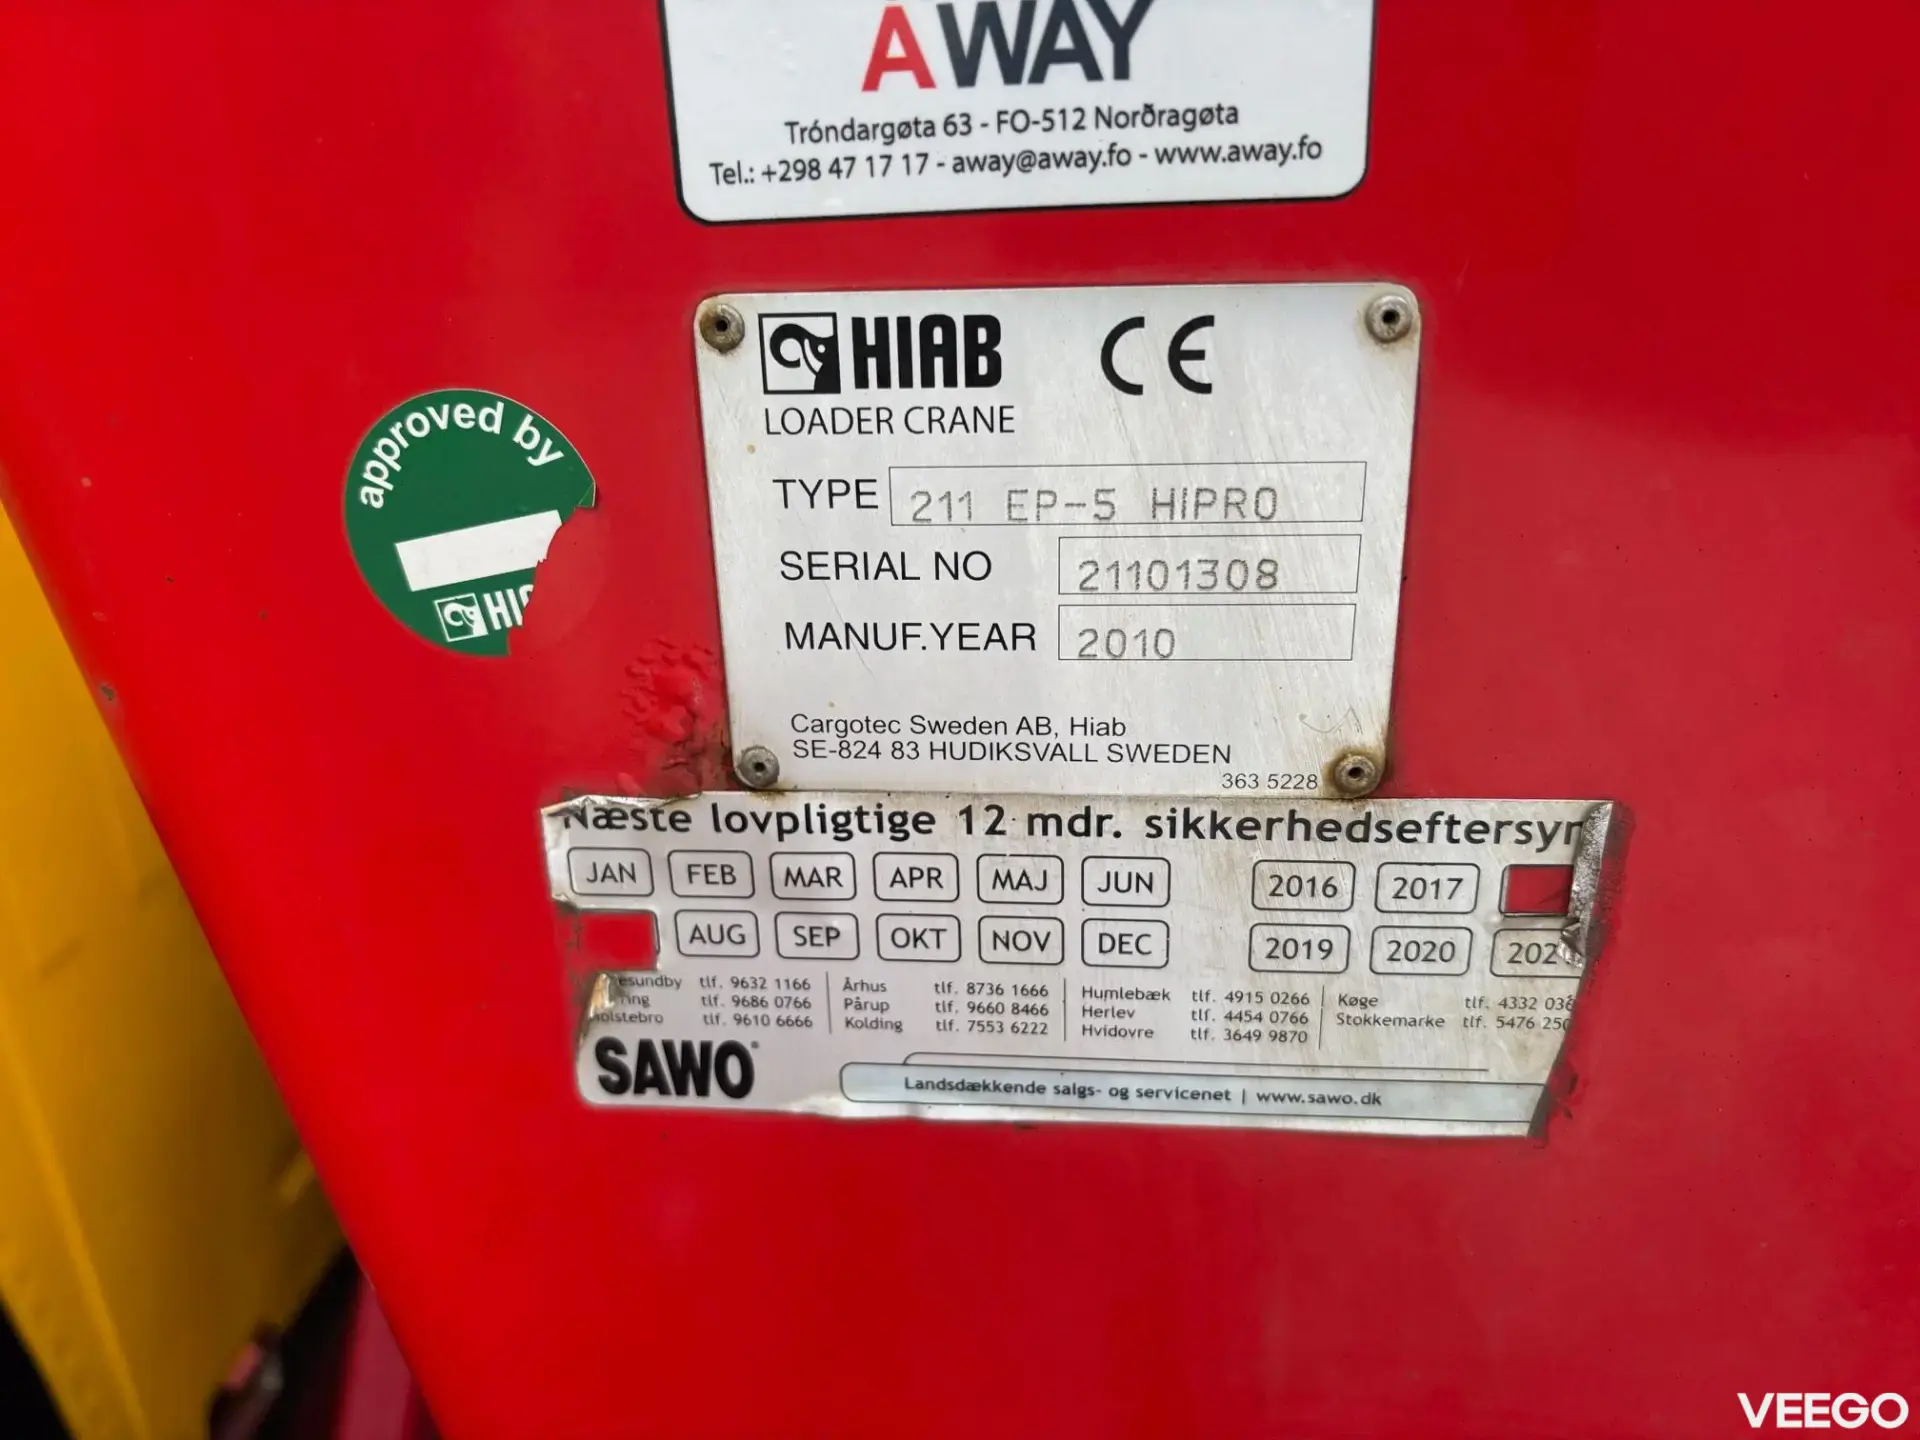 AWAY
Tróndargøta 63 - FO-512 Norðragøta
Tel.: +298 47 17 17 - away@away.fo - www.away.fo
HIAB CE
LOADER CRANE
TYPE 211 EP-5 HIPRO
SERIAL NO 21101308
MANUF.YEAR 2010
Cargotec Sweden AB, Hiab
SE-824 83 HUDIKSVALL SWEDEN
363 5228
approved by
Næste lovpligtige 12 mdr. sikkerhedseftersyn
JAN FEB MAR APR MAJ JUN 2016 2017
AUG SEP OKT NOV DEC 2019 2020
tlf. 9632 1166 Århus tlf. 8736 1666 Humlebæk tlf. 4915 0266 Køge tlf. 4332
tlf. 9686 0766 Pårup tlf. 9660 8466 Herlev tlf. 4454 0766 Stokkemarke tlf. 5476
tlf. 9610 6666 Kolding tlf. 7553 6222 Hvidovre tlf. 3649 9870
SAWO
Landsdækkende salgs- og servicenet | www.sawo.dk
VEEGO